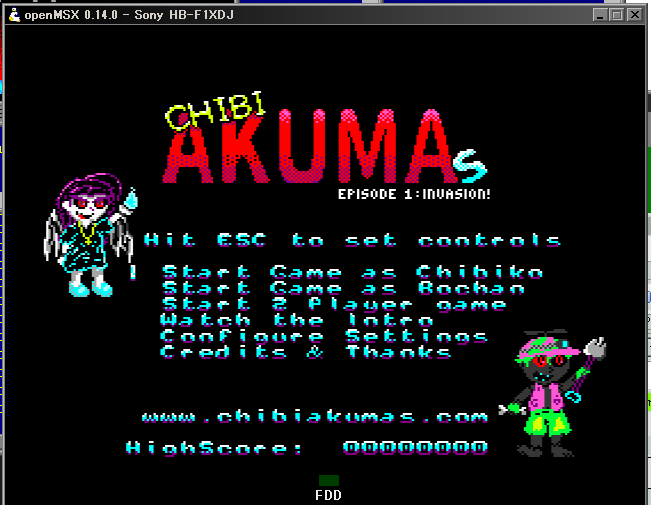 openMSX 0.14.0 - Sony HB-F1XDJ
CHIBI
AKUMAs
EPISODE 1:INVASION!
Hit ESC to set controls
Start Game as Chibiko
Start Game as Bochan
Start 2 Player game
Watch the Intro
Configure Settings
Credits & Thanks
www.chibiakumas.com
HighScore: 00000000
FDD